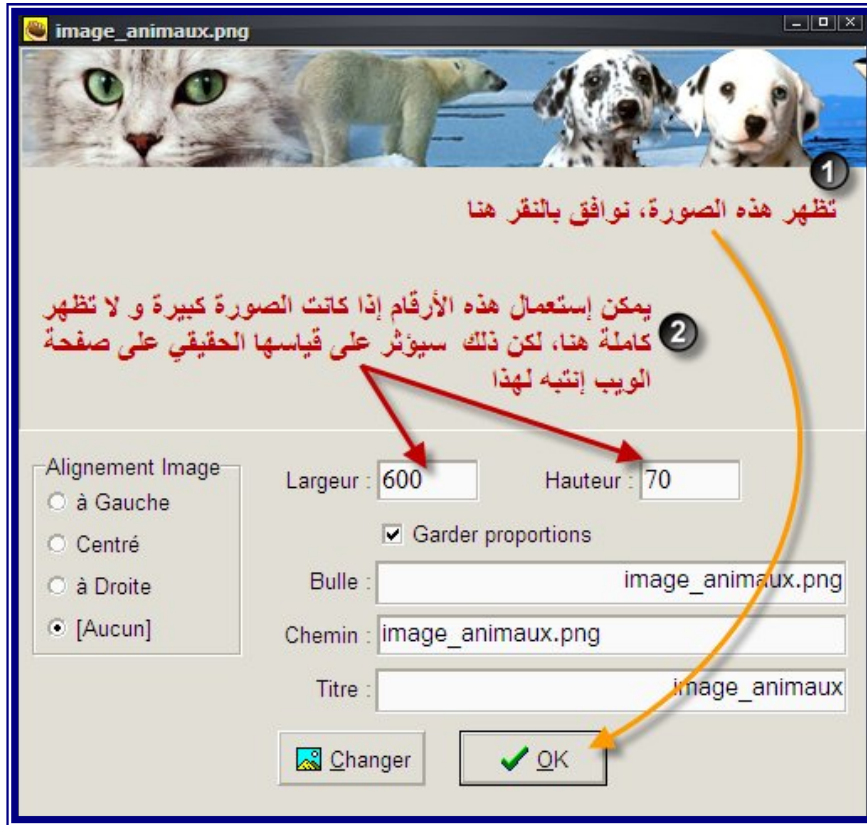 image_animaux.png
1
تظهر هذه الصورة، نوافق بالنقر هنا
2
يمكن إستعمال هذه الأرقام إذا كانت الصورة كبيرة و لا تظهر
كاملة هنا، لكن ذلك سيؤثر على قياسها الحقيقي على صفحة
الويب إنتبه لهذا
Alignement Image
à Gauche
Centré
à Droite
[Aucun]
Largeur : 600 Hauteur : 70
Garder proportions
Bulle : image_animaux.png
Chemin : image_animaux.png
Titre : image_animaux
Changer
OK